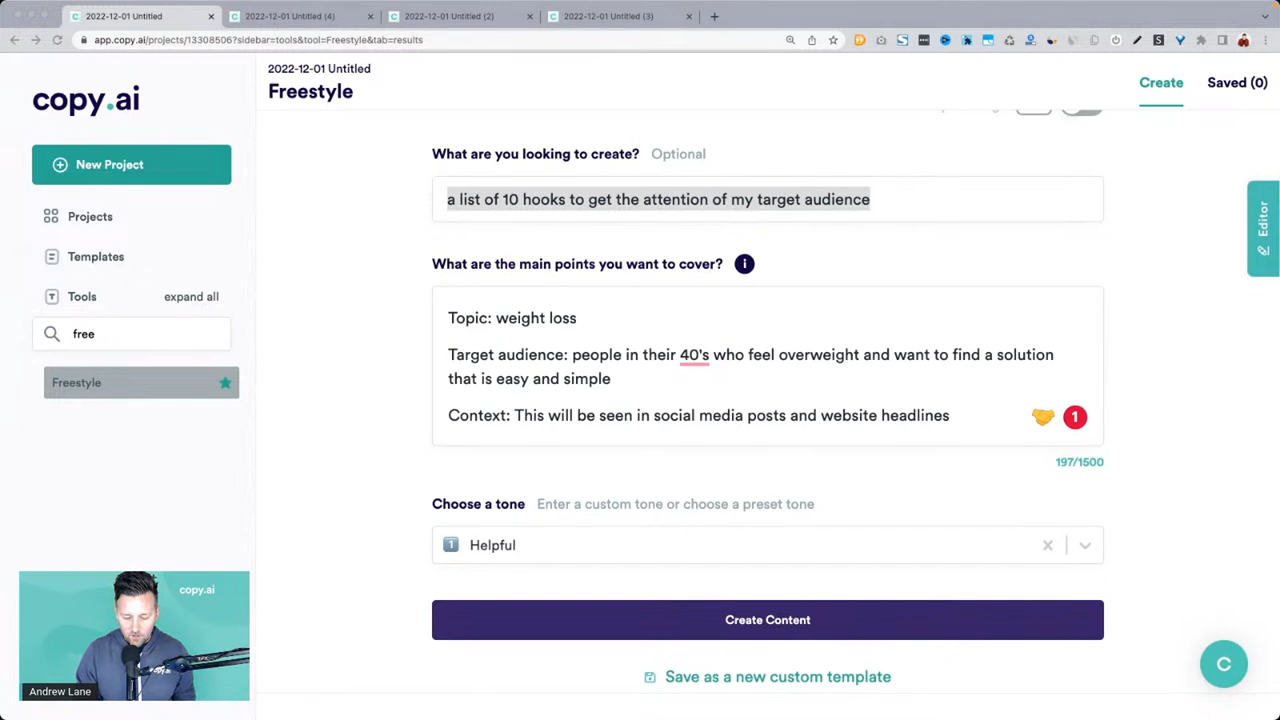 2022-12-01 Untitled
2022-12-01 Untitled (4)
2022-12-01 Untitled (2)
2022-12-01 Untitled (3)
app.copy.ai/projects/13308506?sidebar=tools&tool=Freestyle&tab=results
copy.ai
2022-12-01 Untitled
Freestyle
Create
Saved (0)
New Project
Projects
Templates
Tools
expand all
free
Freestyle
What are you looking to create? Optional
a list of 10 hooks to get the attention of my target audience
What are the main points you want to cover? i
Topic: weight loss
Target audience: people in their 40's who feel overweight and want to find a solution
that is easy and simple
Context: This will be seen in social media posts and website headlines
1
197/1500
Choose a tone Enter a custom tone or choose a preset tone
1 Helpful
Create Content
Save as a new custom template
Editor
C
copy.ai
Andrew Lane